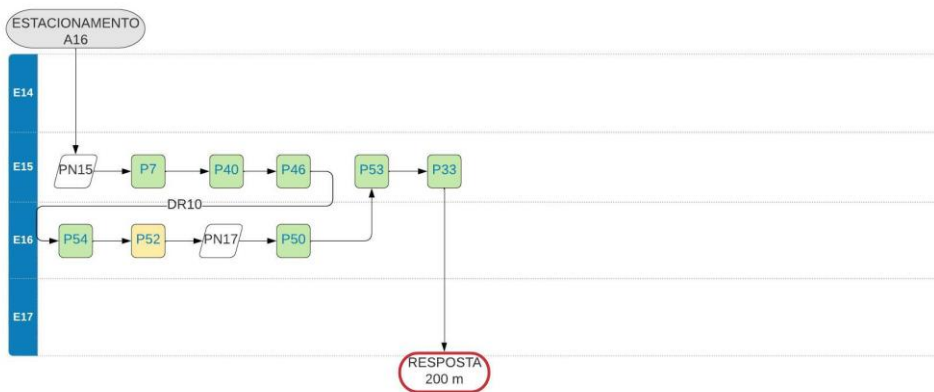 ESTACIONAMENTO
A16
E14
E15
PN15
P7
P40
P46
P53
P33
DR10
E16
P54
P52
PN17
P50
E17
RESPOSTA
200 m